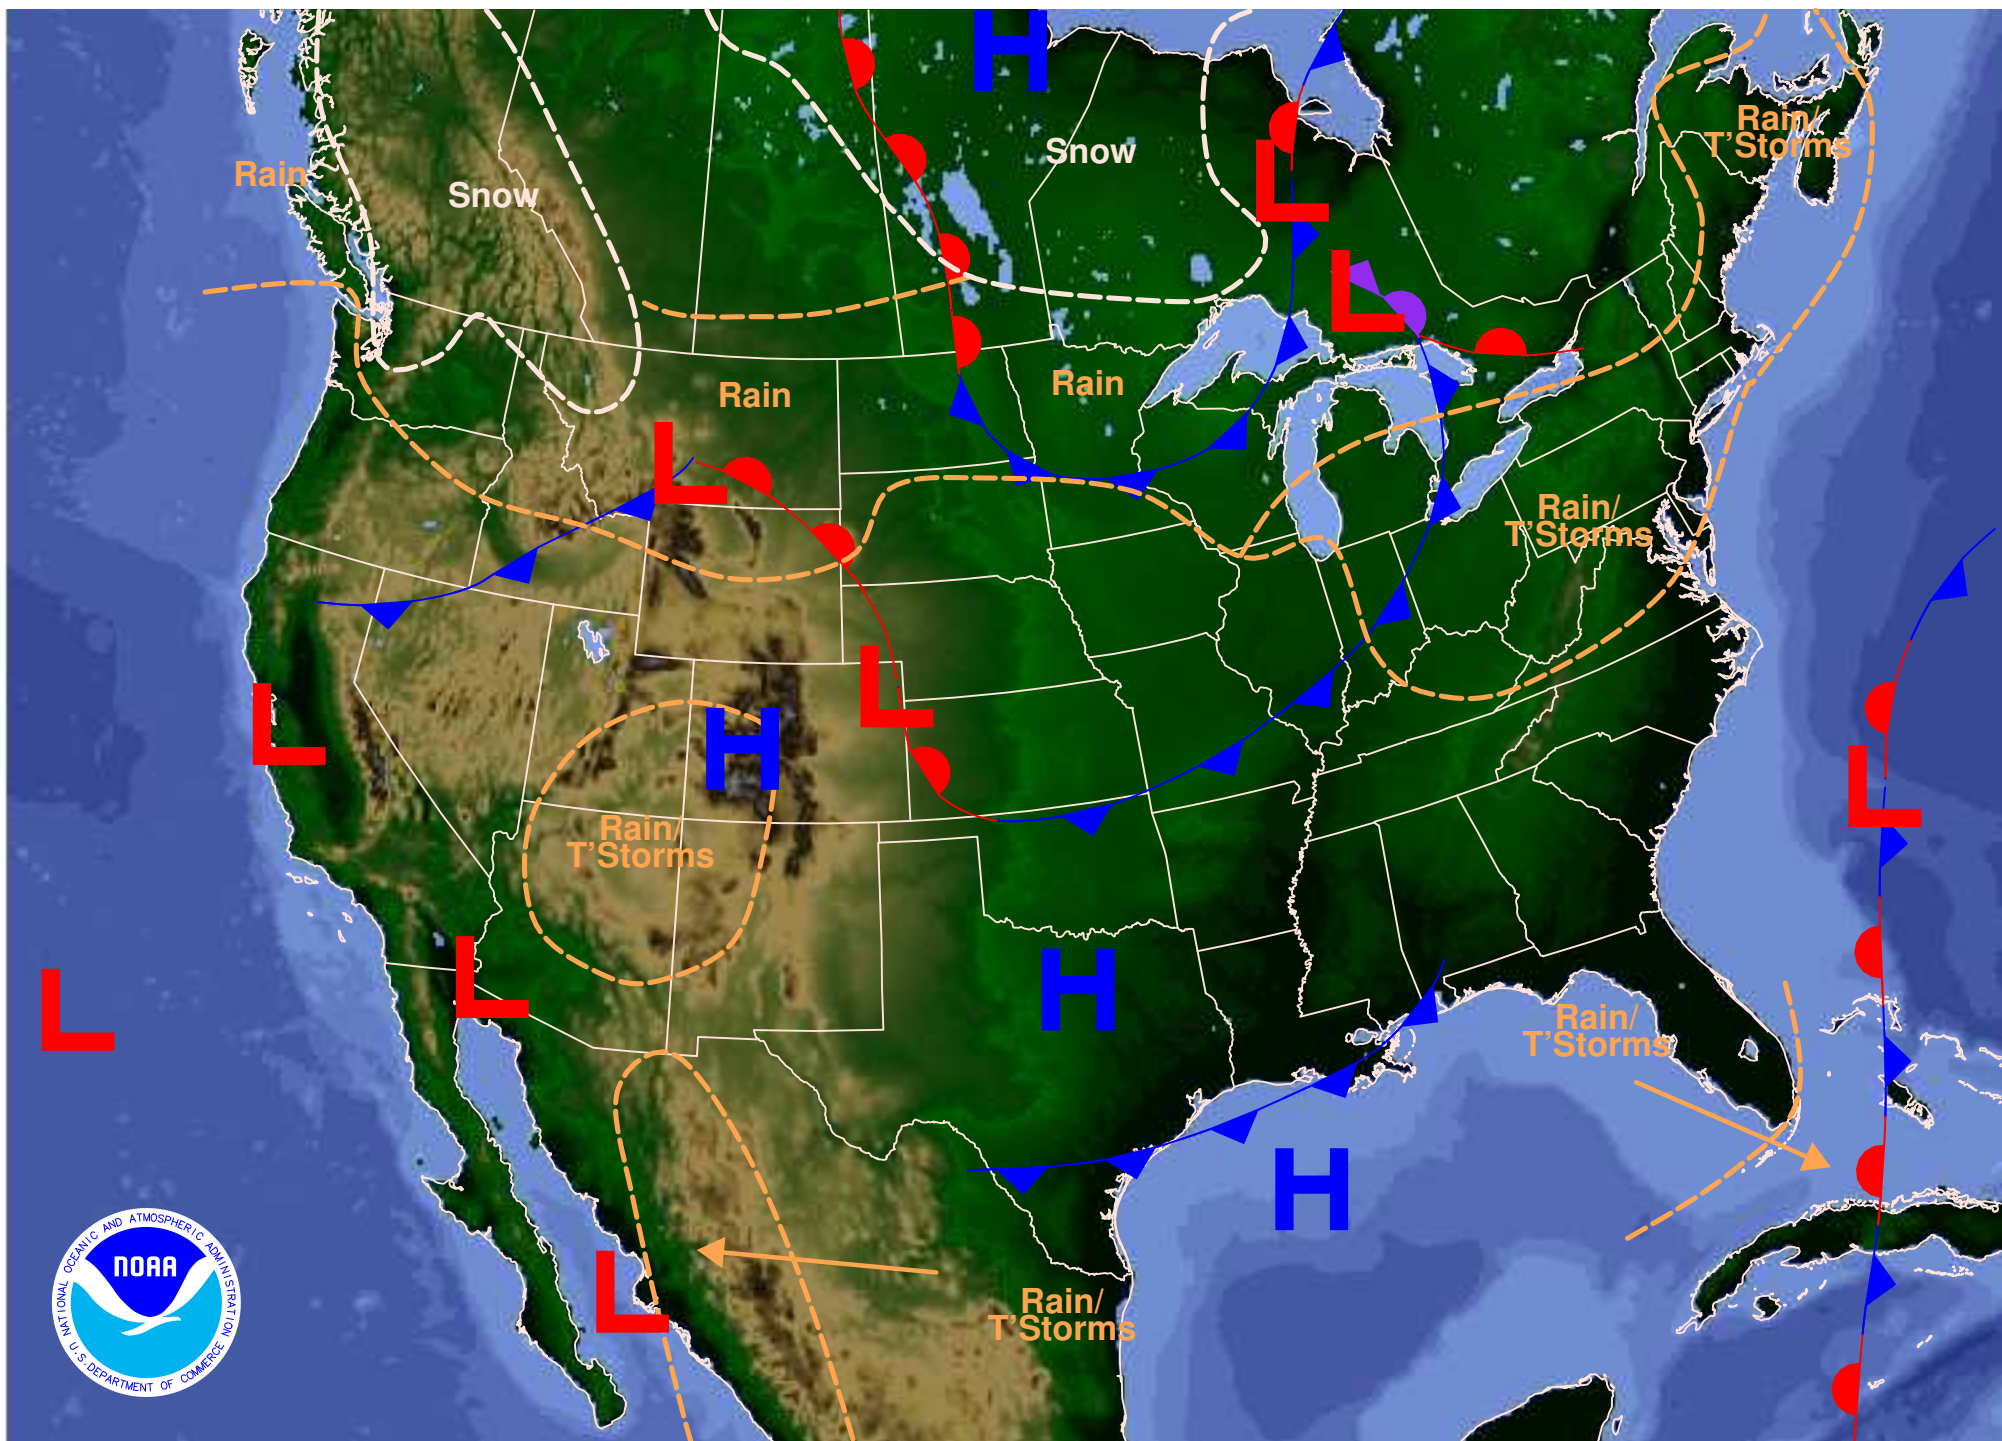 H
Snow
Rain/
T'Storms
Rain
Snow
L
L
Rain
Rain
L
Rain/
T'Storms
L
L
H
L
Rain/
T'Storms
L
L
H
Rain/
T'Storms
H
L
Rain/
T'Storms
NATIONAL OCEANIC AND ATMOSPHERIC ADMINISTRATION
NOAA
U.S. DEPARTMENT OF COMMERCE